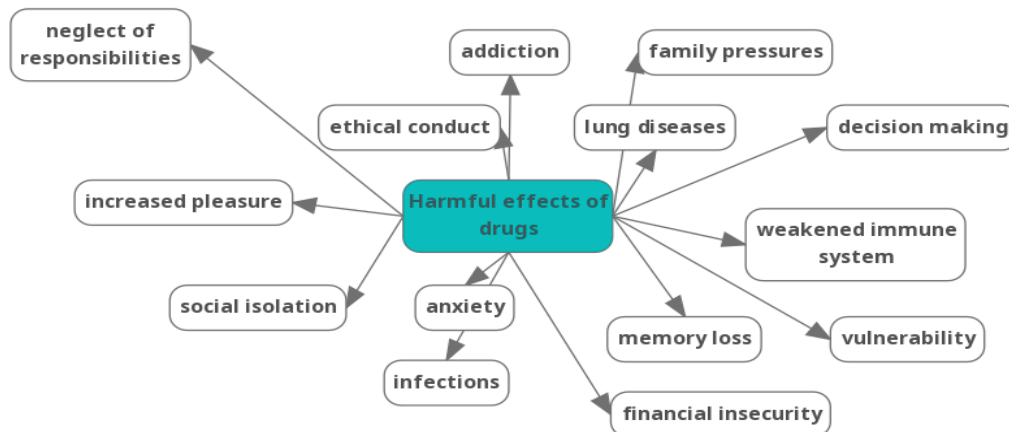 neglect of
responsibilities
addiction
family pressures
ethical conduct
lung diseases
decision making
increased pleasure
Harmful effects of
drugs
weakened immune
system
social isolation
anxiety
memory loss
vulnerability
infections
financial insecurity